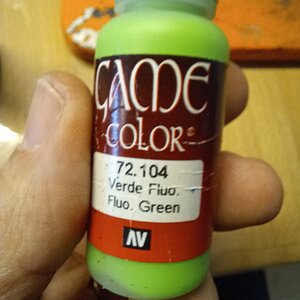 GAME
COLOR®
72.104
Verde Fluo.
Fluo. Green
AV